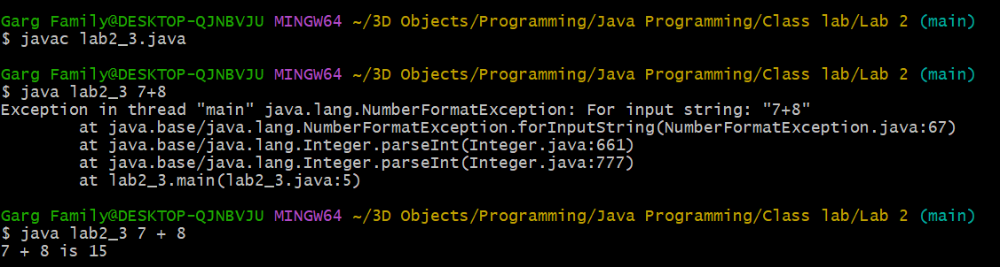 Garg Family@DESKTOP-QJNBVJU MINGW64 ~/3D Objects/Programming/Java Programming/Class lab/Lab 2 (main)
$ javac lab2_3.java
Garg Family@DESKTOP-QJNBVJU MINGW64 ~/3D Objects/Programming/Java Programming/Class lab/Lab 2 (main)
$ java lab2_3 7+8
Exception in thread "main" java.lang.NumberFormatException: For input string: "7+8"
        at java.base/java.lang.NumberFormatException.forInputString(NumberFormatException.java:67)
        at java.base/java.lang.Integer.parseInt(Integer.java:661)
        at java.base/java.lang.Integer.parseInt(Integer.java:777)
        at lab2_3.main(lab2_3.java:5)
Garg Family@DESKTOP-QJNBVJU MINGW64 ~/3D Objects/Programming/Java Programming/Class lab/Lab 2 (main)
$ java lab2_3 7 + 8
7 + 8 is 15